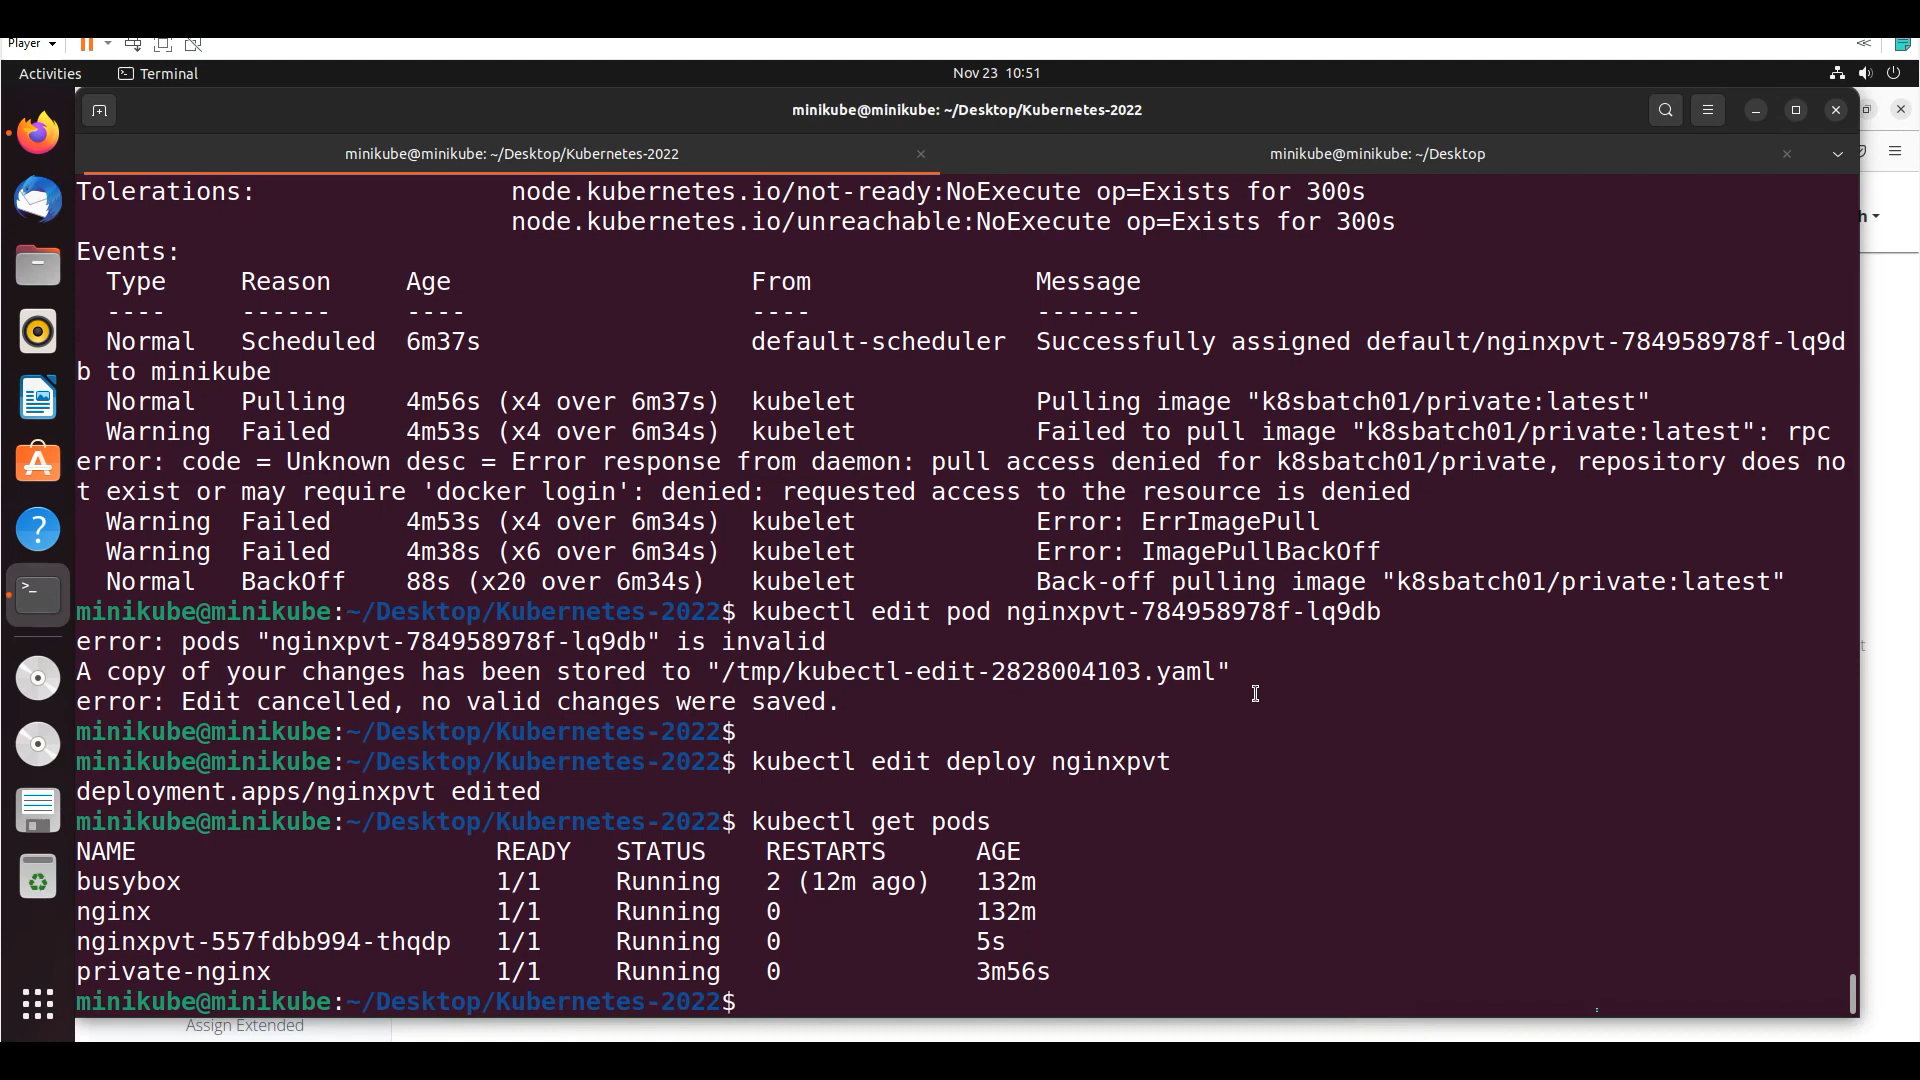 Player
Activities
Terminal
Nov 23 10:51
minikube@minikube: ~/Desktop/Kubernetes-2022
minikube@minikube: ~/Desktop/Kubernetes-2022
minikube@minikube: ~/Desktop
Tolerations: node.kubernetes.io/not-ready:NoExecute op=Exists for 300s
node.kubernetes.io/unreachable:NoExecute op=Exists for 300s
Events:
Type Reason Age From Message
---- ------ ---- ---- -------
Normal Scheduled 6m37s default-scheduler Successfully assigned default/nginxpvt-784958978f-lq9d
b to minikube
Normal Pulling 4m56s (x4 over 6m37s) kubelet Pulling image "k8sbatch01/private:latest"
Warning Failed 4m53s (x4 over 6m34s) kubelet Failed to pull image "k8sbatch01/private:latest": rpc
error: code = Unknown desc = Error response from daemon: pull access denied for k8sbatch01/private, repository does no
t exist or may require 'docker login': denied: requested access to the resource is denied
Warning Failed 4m53s (x4 over 6m34s) kubelet Error: ErrImagePull
Warning Failed 4m38s (x6 over 6m34s) kubelet Error: ImagePullBackOff
Normal BackOff 88s (x20 over 6m34s) kubelet Back-off pulling image "k8sbatch01/private:latest"
minikube@minikube:~/Desktop/Kubernetes-2022$ kubectl edit pod nginxpvt-784958978f-lq9db
error: pods "nginxpvt-784958978f-lq9db" is invalid
A copy of your changes has been stored to "/tmp/kubectl-edit-2828004103.yaml"
error: Edit cancelled, no valid changes were saved.
minikube@minikube:~/Desktop/Kubernetes-2022$
minikube@minikube:~/Desktop/Kubernetes-2022$ kubectl edit deploy nginxpvt
deployment.apps/nginxpvt edited
minikube@minikube:~/Desktop/Kubernetes-2022$ kubectl get pods
NAME READY STATUS RESTARTS AGE
busybox 1/1 Running 2 (12m ago) 132m
nginx 1/1 Running 0 132m
nginxpvt-557fdbb994-thqdp 1/1 Running 0 5s
private-nginx 1/1 Running 0 3m56s
minikube@minikube:~/Desktop/Kubernetes-2022$
Assign Extended